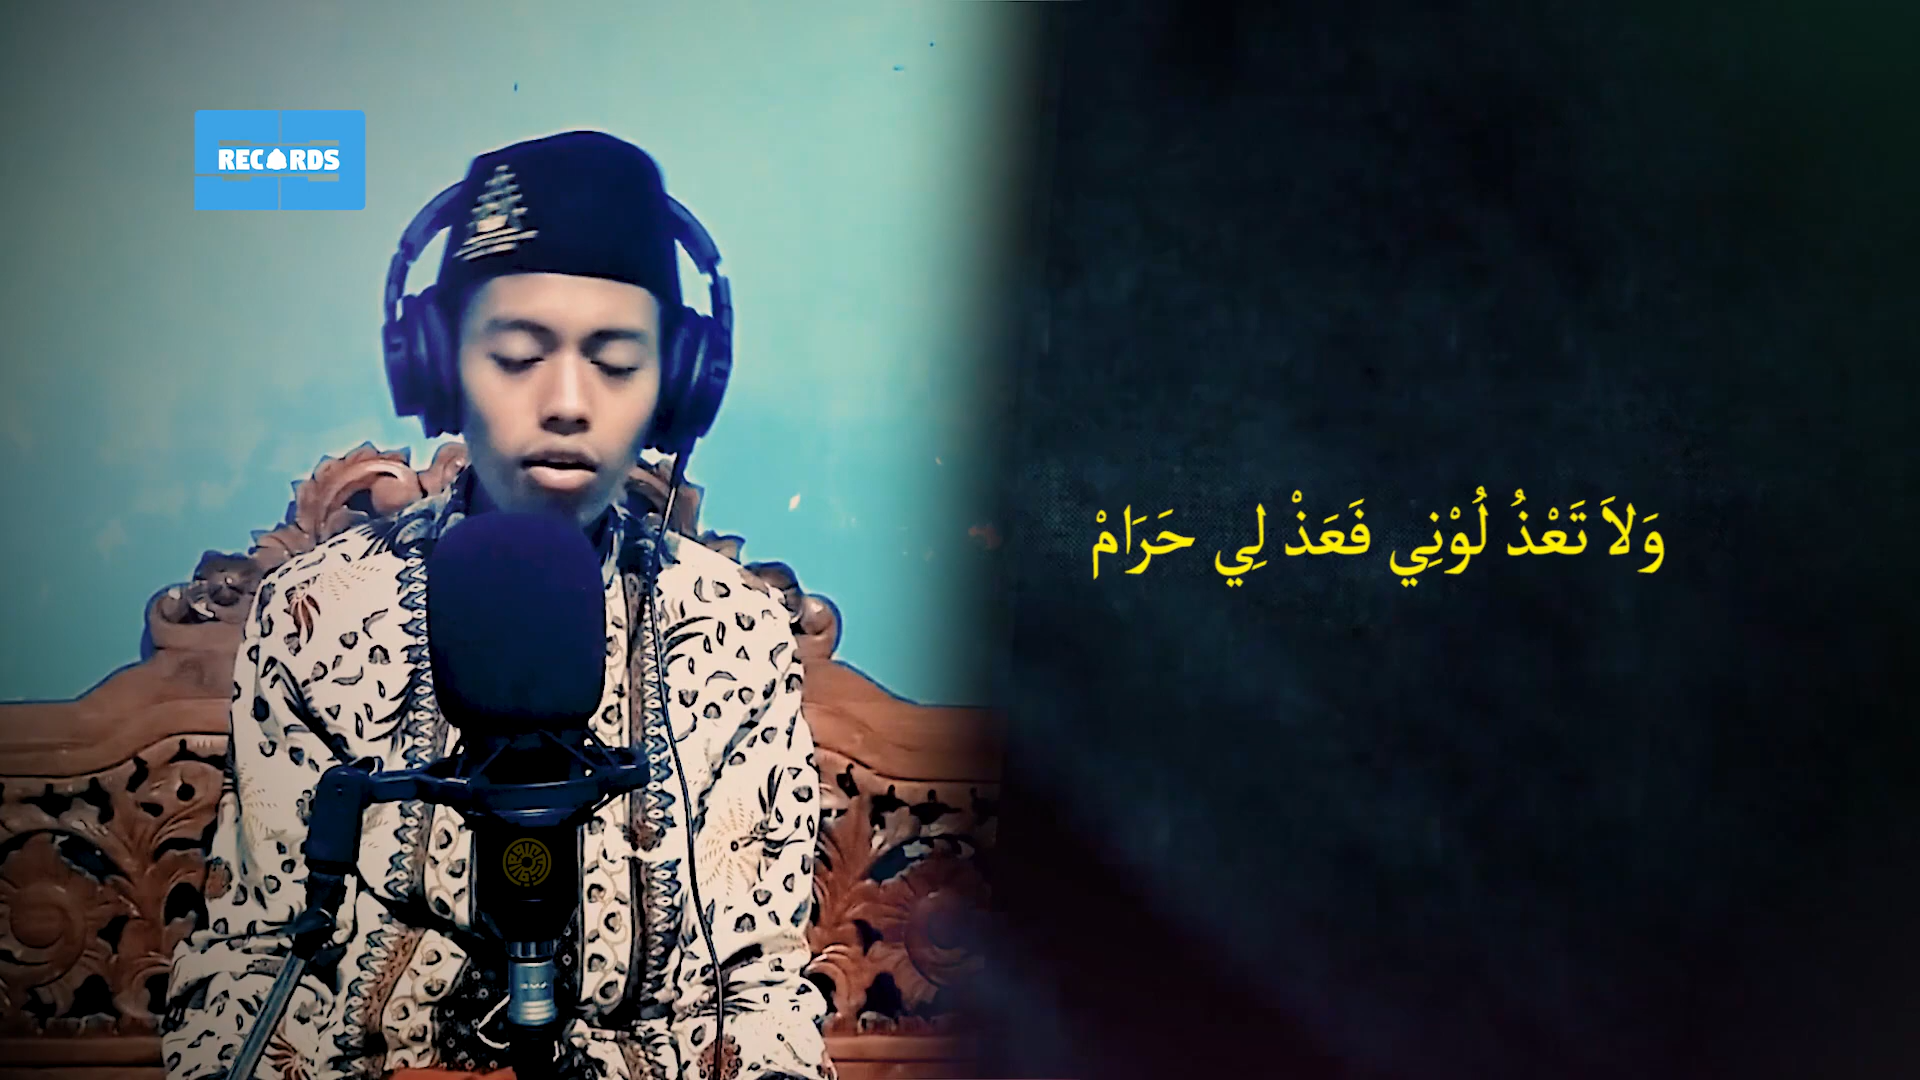 RECORDS
وَلاَ تَعْذُ لُوْنِي فَعَذْ لِي حَرَامْ